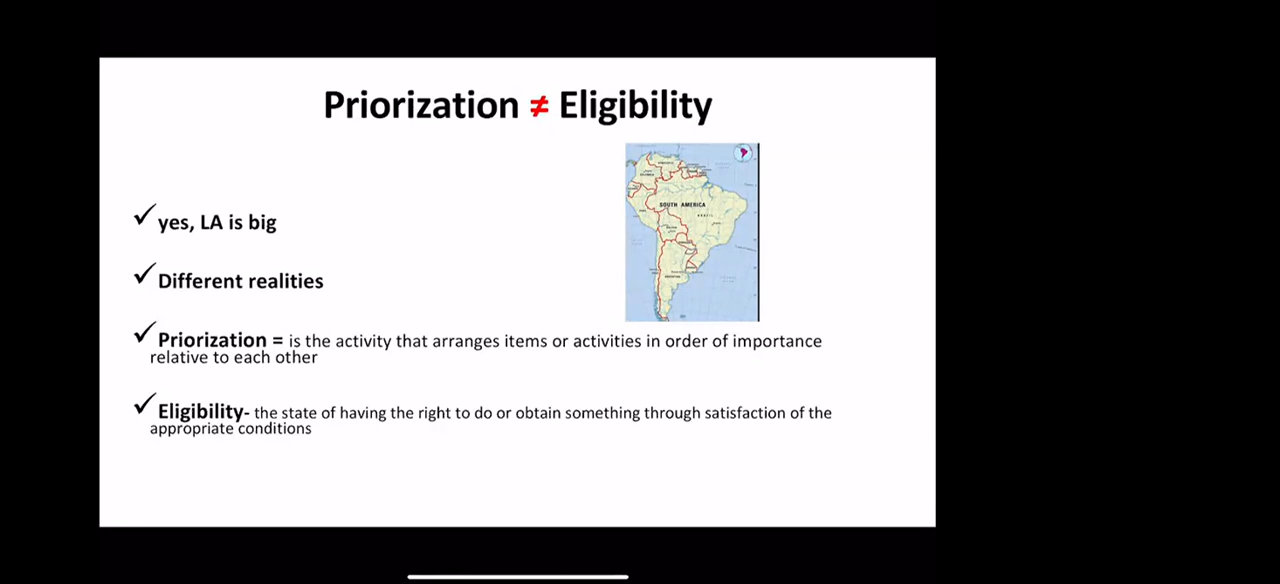 Priorization ≠ Eligibility
✓ yes, LA is big
SOUTH AMERICA
✓ Different realities
✓ Priorization = is the activity that arranges items or activities in order of importance
relative to each other
✓ Eligibility- the state of having the right to do or obtain something through satisfaction of the
appropriate conditions